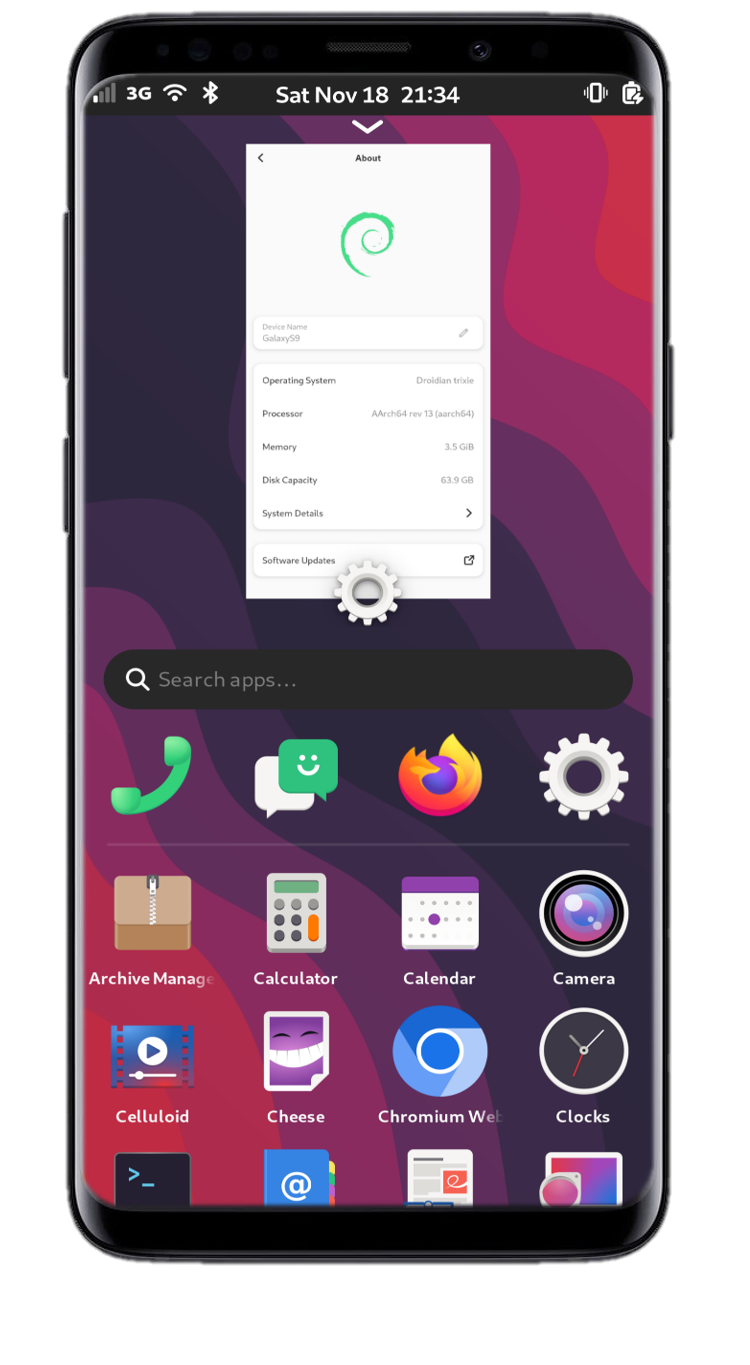 3G Sat Nov 18 21:34
About
Device Name
GalaxyS9
Operating System Droidian trixie
Processor AArch64 rev 13 (aarch64)
Memory 3.5 GiB
Disk Capacity 63.9 GB
System Details
Software Updates
Search apps...
Archive Manage Calculator Calendar Camera
Celluloid Cheese Chromium Web Clocks
>_ @